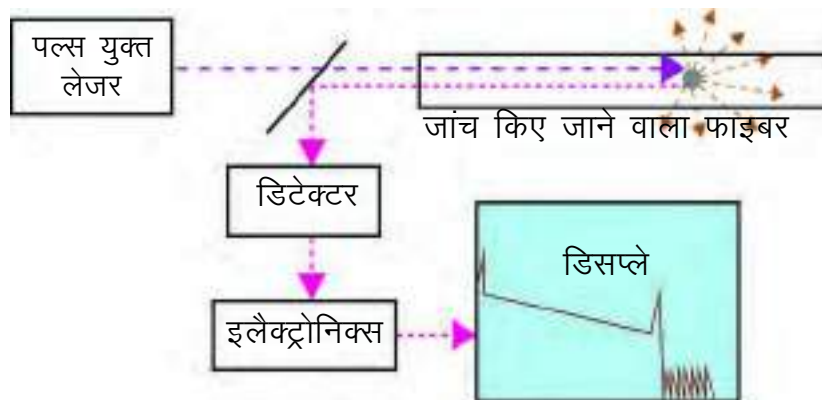 पल्स युक्त
लेजर
जांच किए जाने वाला फाइबर
डिटेक्टर
डिसप्ले
इलैक्ट्रोनिक्स